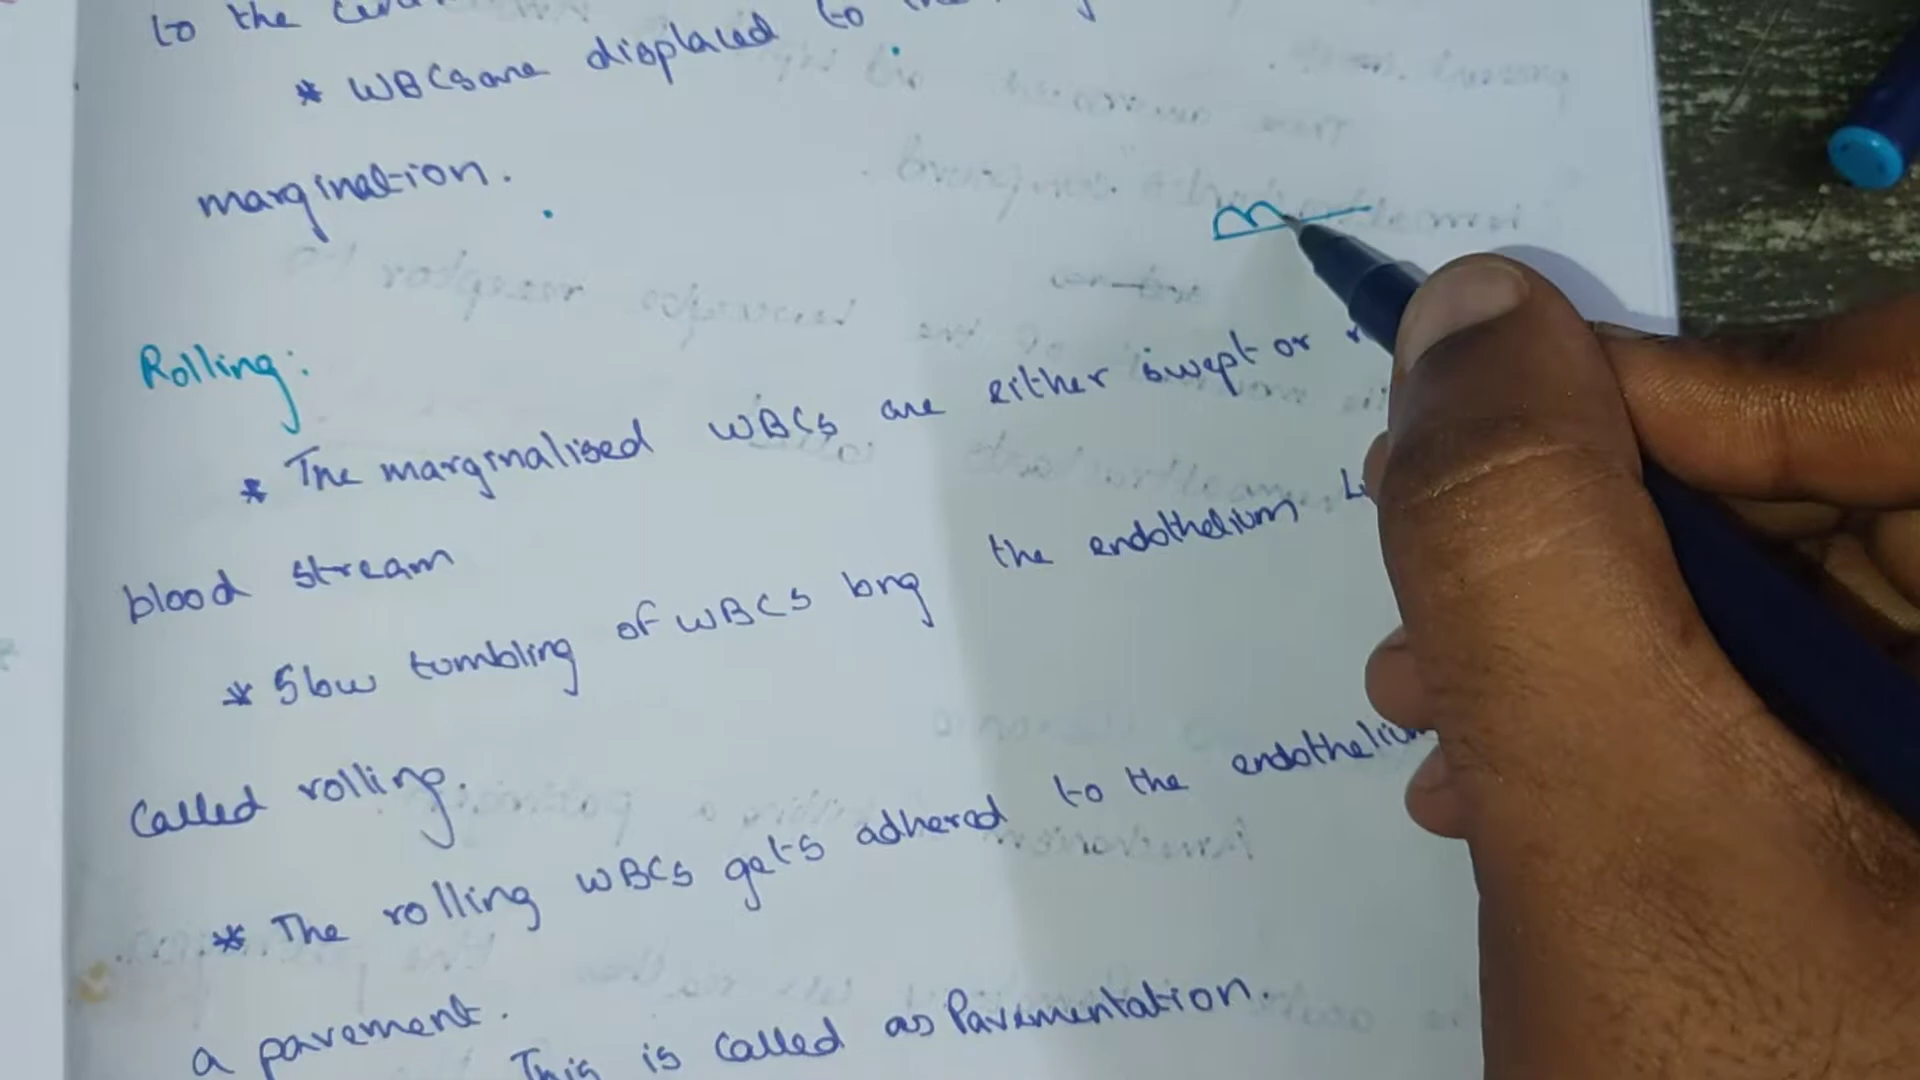 to the
* WBCs are displaced to
margination.
Rolling:
* The marginalised WBCs are either swept or
blood stream
* Slow tumbling of WBCs long the endothelium
called rolling.
* The rolling WBCs gets adhered to the endothelium
a pavement.
This is called as Pavementation.